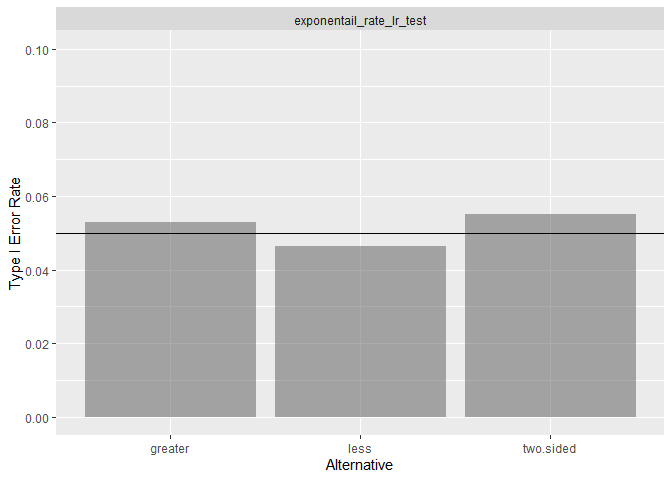 exponentail_rate_lr_test
0.10
0.08
0.06
0.04
0.02
0.00
Type I Error Rate
greater less two.sided
Alternative